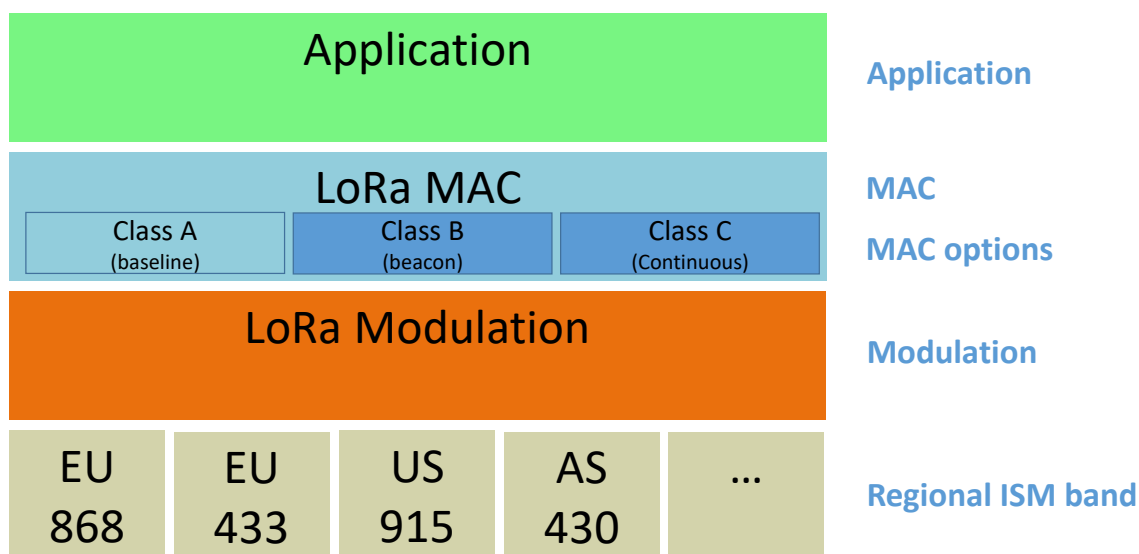 Application
Application
LoRa MAC
MAC
Class A
(baseline)
Class B
(beacon)
Class C
(Continuous)
MAC options
LoRa Modulation
Modulation
EU
868
EU
433
US
915
AS
430
...
Regional ISM band